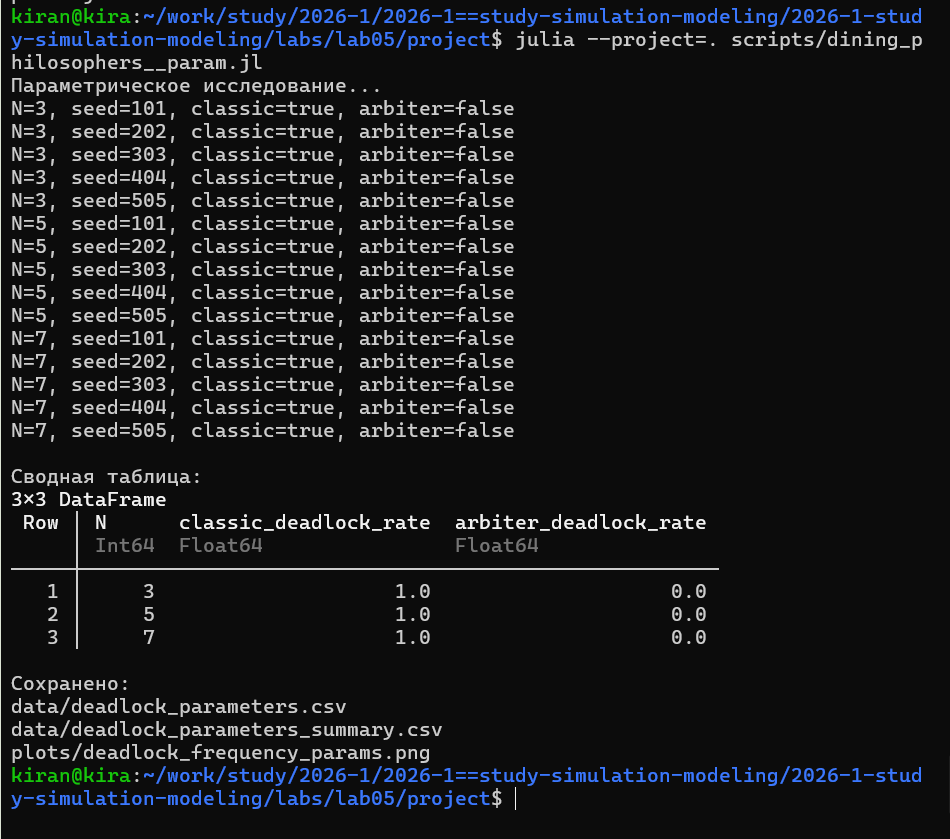 kiran@kira:~/work/study/2026-1/2026-1==study-simulation-modeling/2026-1-stud
y-simulation-modeling/labs/lab05/project$ julia --project=. scripts/dining_p
hilosophers__param.jl
Параметрическое исследование...
N=3, seed=101, classic=true, arbiter=false
N=3, seed=202, classic=true, arbiter=false
N=3, seed=303, classic=true, arbiter=false
N=3, seed=404, classic=true, arbiter=false
N=3, seed=505, classic=true, arbiter=false
N=5, seed=101, classic=true, arbiter=false
N=5, seed=202, classic=true, arbiter=false
N=5, seed=303, classic=true, arbiter=false
N=5, seed=404, classic=true, arbiter=false
N=5, seed=505, classic=true, arbiter=false
N=7, seed=101, classic=true, arbiter=false
N=7, seed=202, classic=true, arbiter=false
N=7, seed=303, classic=true, arbiter=false
N=7, seed=404, classic=true, arbiter=false
N=7, seed=505, classic=true, arbiter=false
Сводная таблица:
3×3 DataFrame
Row N classic_deadlock_rate arbiter_deadlock_rate
Int64 Float64 Float64
1 3 1.0 0.0
2 5 1.0 0.0
3 7 1.0 0.0
Сохранено:
data/deadlock_parameters.csv
data/deadlock_parameters_summary.csv
plots/deadlock_frequency_params.png
kiran@kira:~/work/study/2026-1/2026-1==study-simulation-modeling/2026-1-stud
y-simulation-modeling/labs/lab05/project$